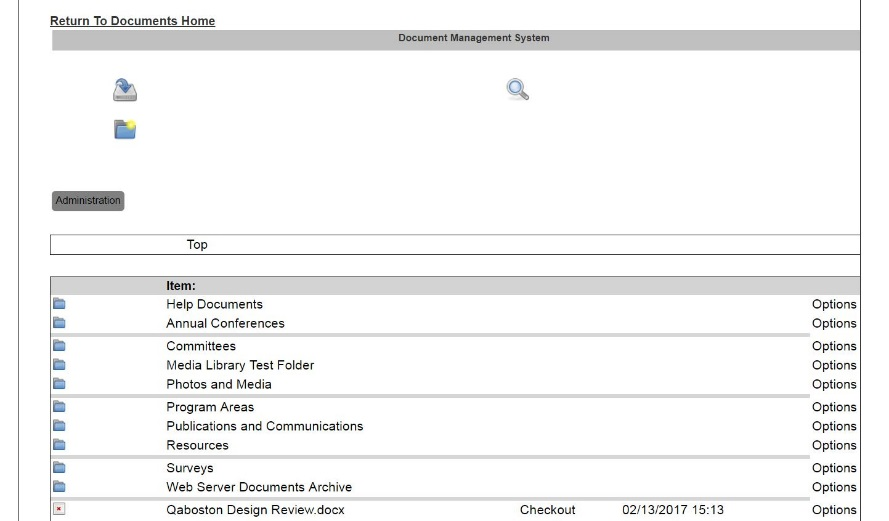 Return To Documents Home
Document Management System
Administration
Top
Item:
Help Documents Options
Annual Conferences Options
Committees Options
Media Library Test Folder Options
Photos and Media Options
Program Areas Options
Publications and Communications Options
Resources Options
Surveys Options
Web Server Documents Archive Options
Qaboston Design Review.docx Checkout 02/13/2017 15:13 Options